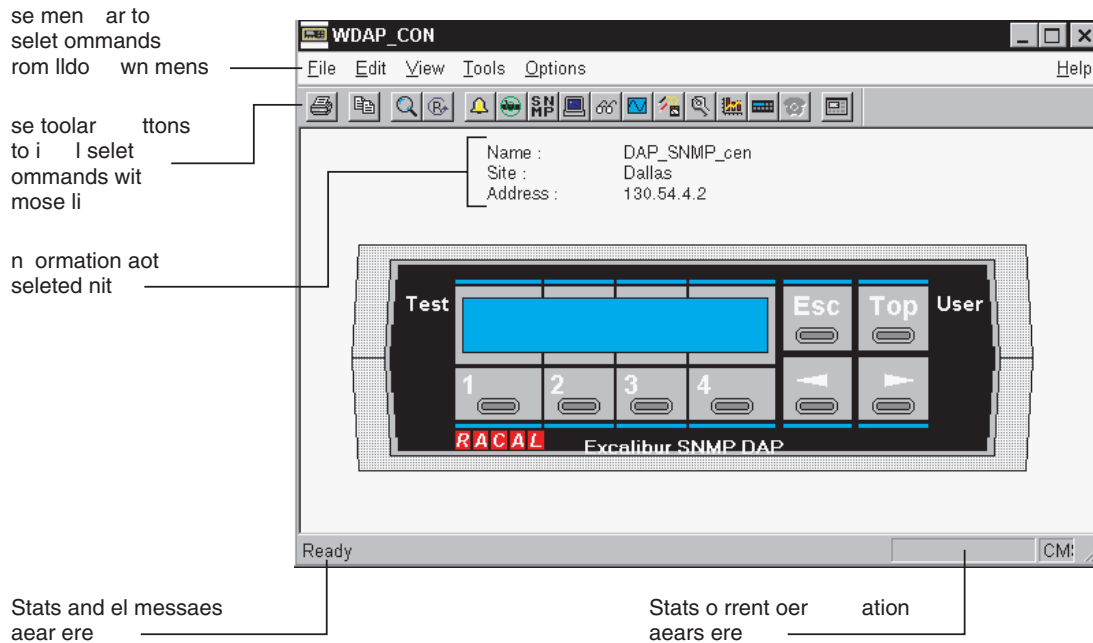 se men ar to
selet ommands
rom lldo wn mens
se toolar ttons
to i l selet
ommands wit
mose li
n ormation aot
seleted nit
WDAP_CON
File Edit View Tools Options Help
SNMP
Name : DAP_SNMP_cen
Site : Dallas
Address : 130.54.4.2
Test Esc Top User
1 2 3 4
RACAL Excalibur SNMP DAP
Ready CM
Stats and el messaes
aear ere
Stats o rrent oer ation
aears ere